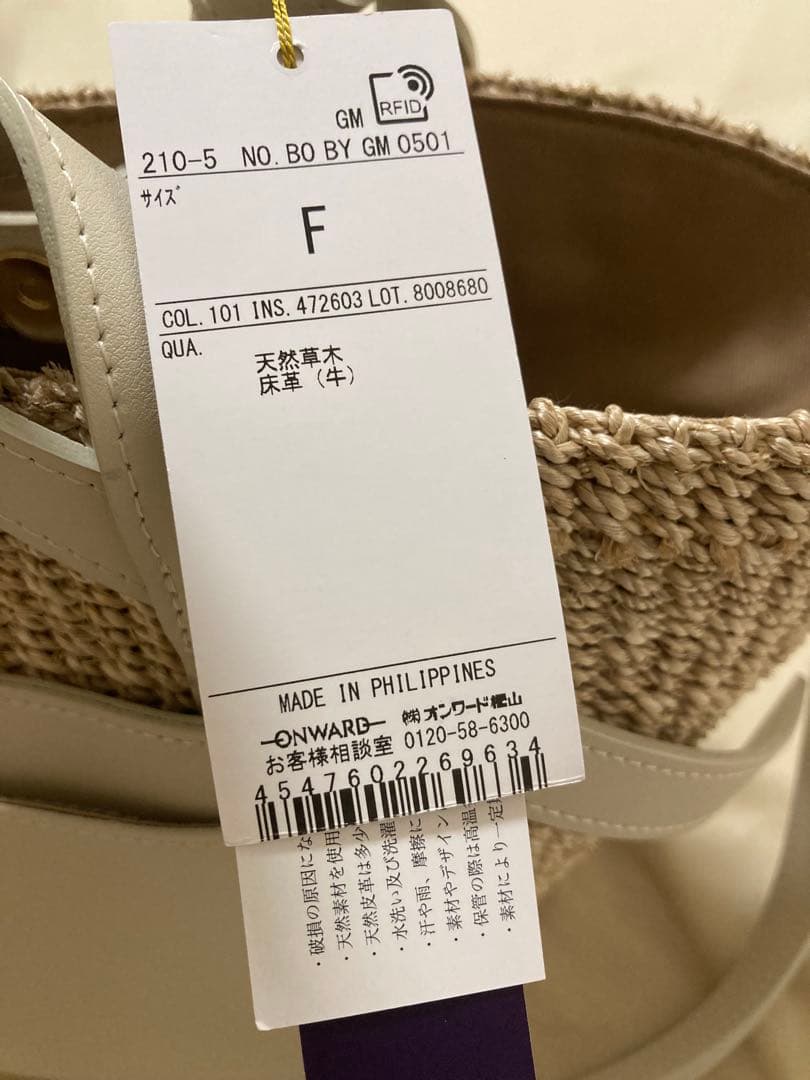 RFID
GM
210-5 NO. BO BY GM 0501
サイズ
F
COL. 101 INS. 472603 LOT. 8008680
QUA.
天然草木
床革（牛）
MADE IN PHILIPPINES
ONWARD ㈱オンワード樫山
お客様相談室 0120-58-6300
4547602269634
・破損の原因にな
・天然素材を使用
・天然皮革は多少
・水洗い及び洗濯
・汗や雨、摩擦に
・素材やデザイン
・保管の際は高温
・素材により一定